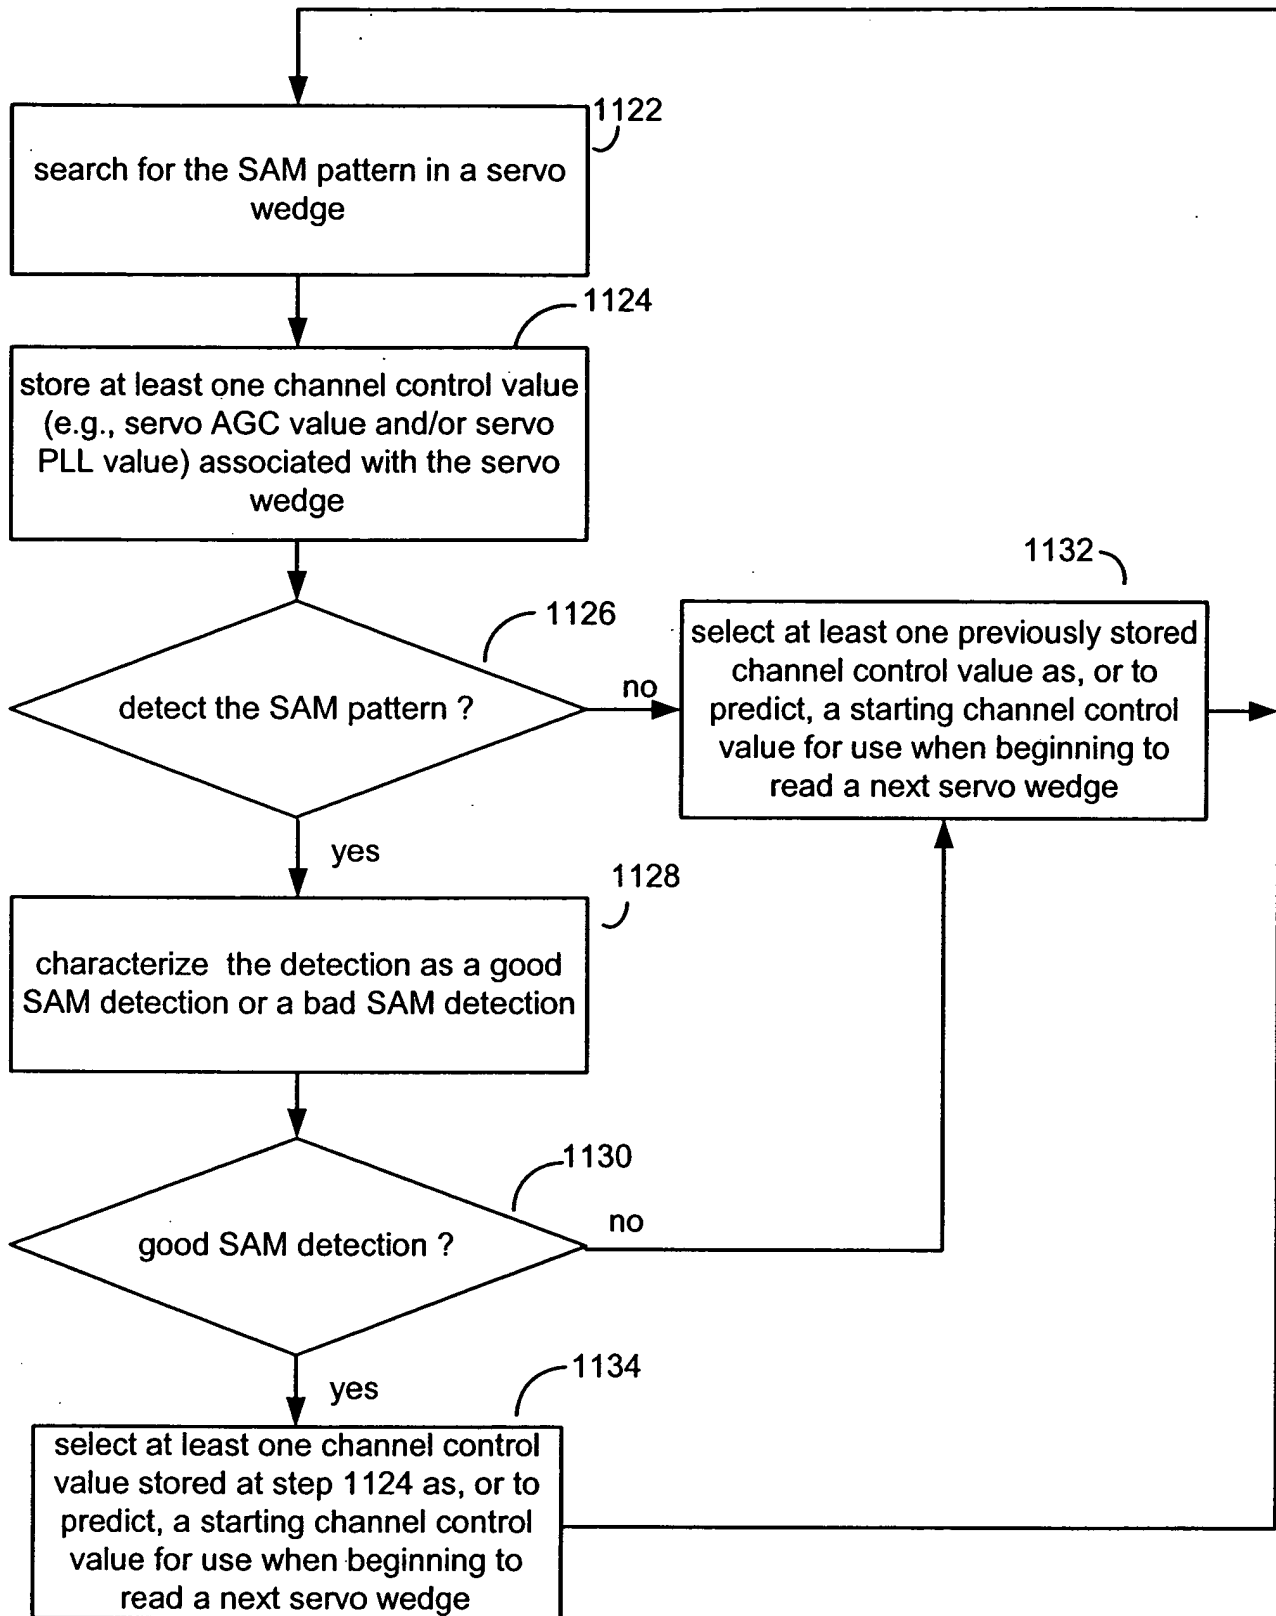 1122
search for the SAM pattern in a servo
wedge
1124
store at least one channel control value
(e.g., servo AGC value and/or servo
PLL value) associated with the servo
wedge
1126
detect the SAM pattern ?
no
yes
1132
select at least one previously stored
channel control value as, or to
predict, a starting channel control
value for use when beginning to
read a next servo wedge
1128
characterize the detection as a good
SAM detection or a bad SAM detection
1130
good SAM detection ?
no
yes
1134
select at least one channel control
value stored at step 1124 as, or to
predict, a starting channel control
value for use when beginning to
read a next servo wedge